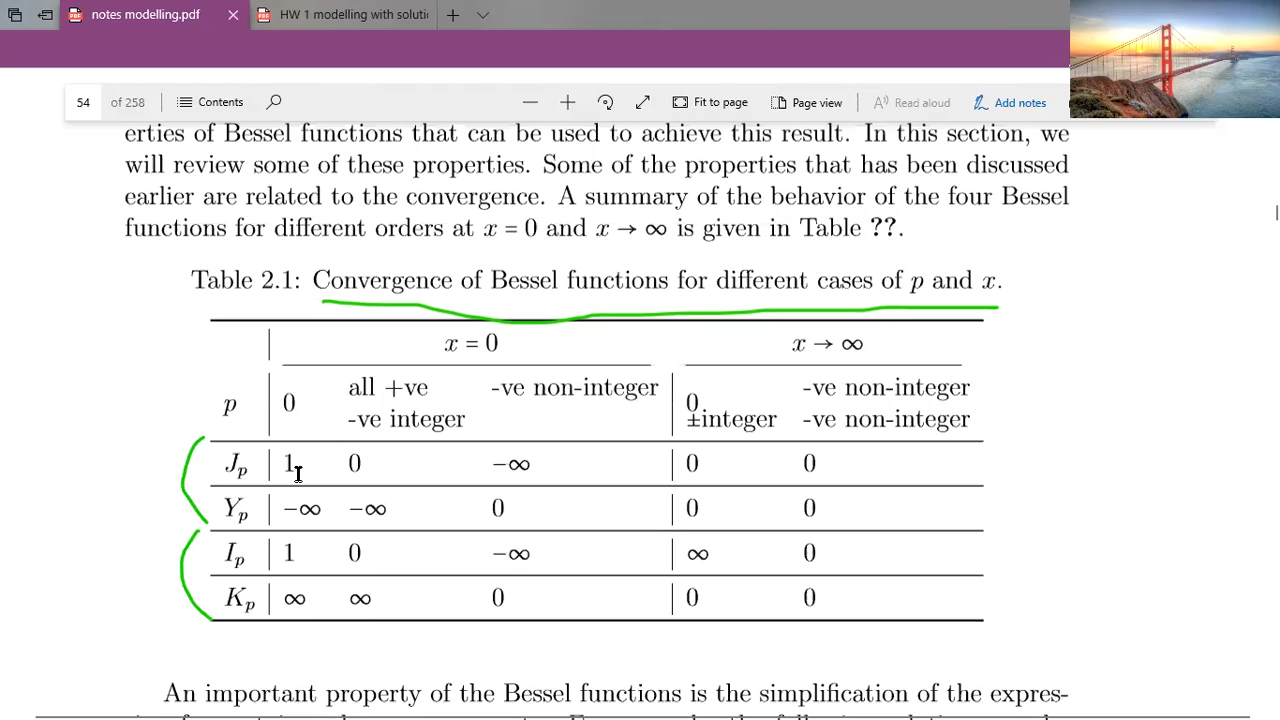 notes modelling.pdf
HW 1 modelling with soluti
54 of 258
Contents
Fit to page
Page view
Read aloud
Add notes
erties of Bessel functions that can be used to achieve this result. In this section, we
will review some of these properties. Some of the properties that has been discussed
earlier are related to the convergence. A summary of the behavior of the four Bessel
functions for different orders at x = 0 and x → ∞ is given in Table ??.
Table 2.1: Convergence of Bessel functions for different cases of p and x.
x = 0 x → ∞
p 0 all +ve -ve integer -ve non-integer 0 ±integer -ve non-integer -ve non-integer
J_p 1 0 −∞ 0 0
Y_p −∞ −∞ 0 0 0
I_p 1 0 −∞ ∞ 0
K_p ∞ ∞ 0 0 0
An important property of the Bessel functions is the simplification of the expres-